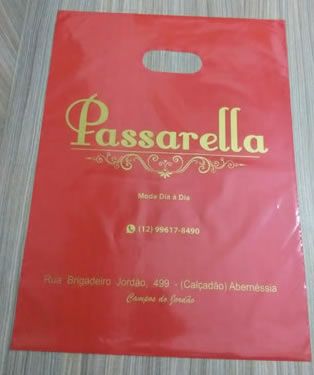 Passarella
Moda Dia à Dia
(12) 99617-8490
Rua Brigadeiro Jordão, 499 - (Calçadão) Abernéssia
Campos do Jordão